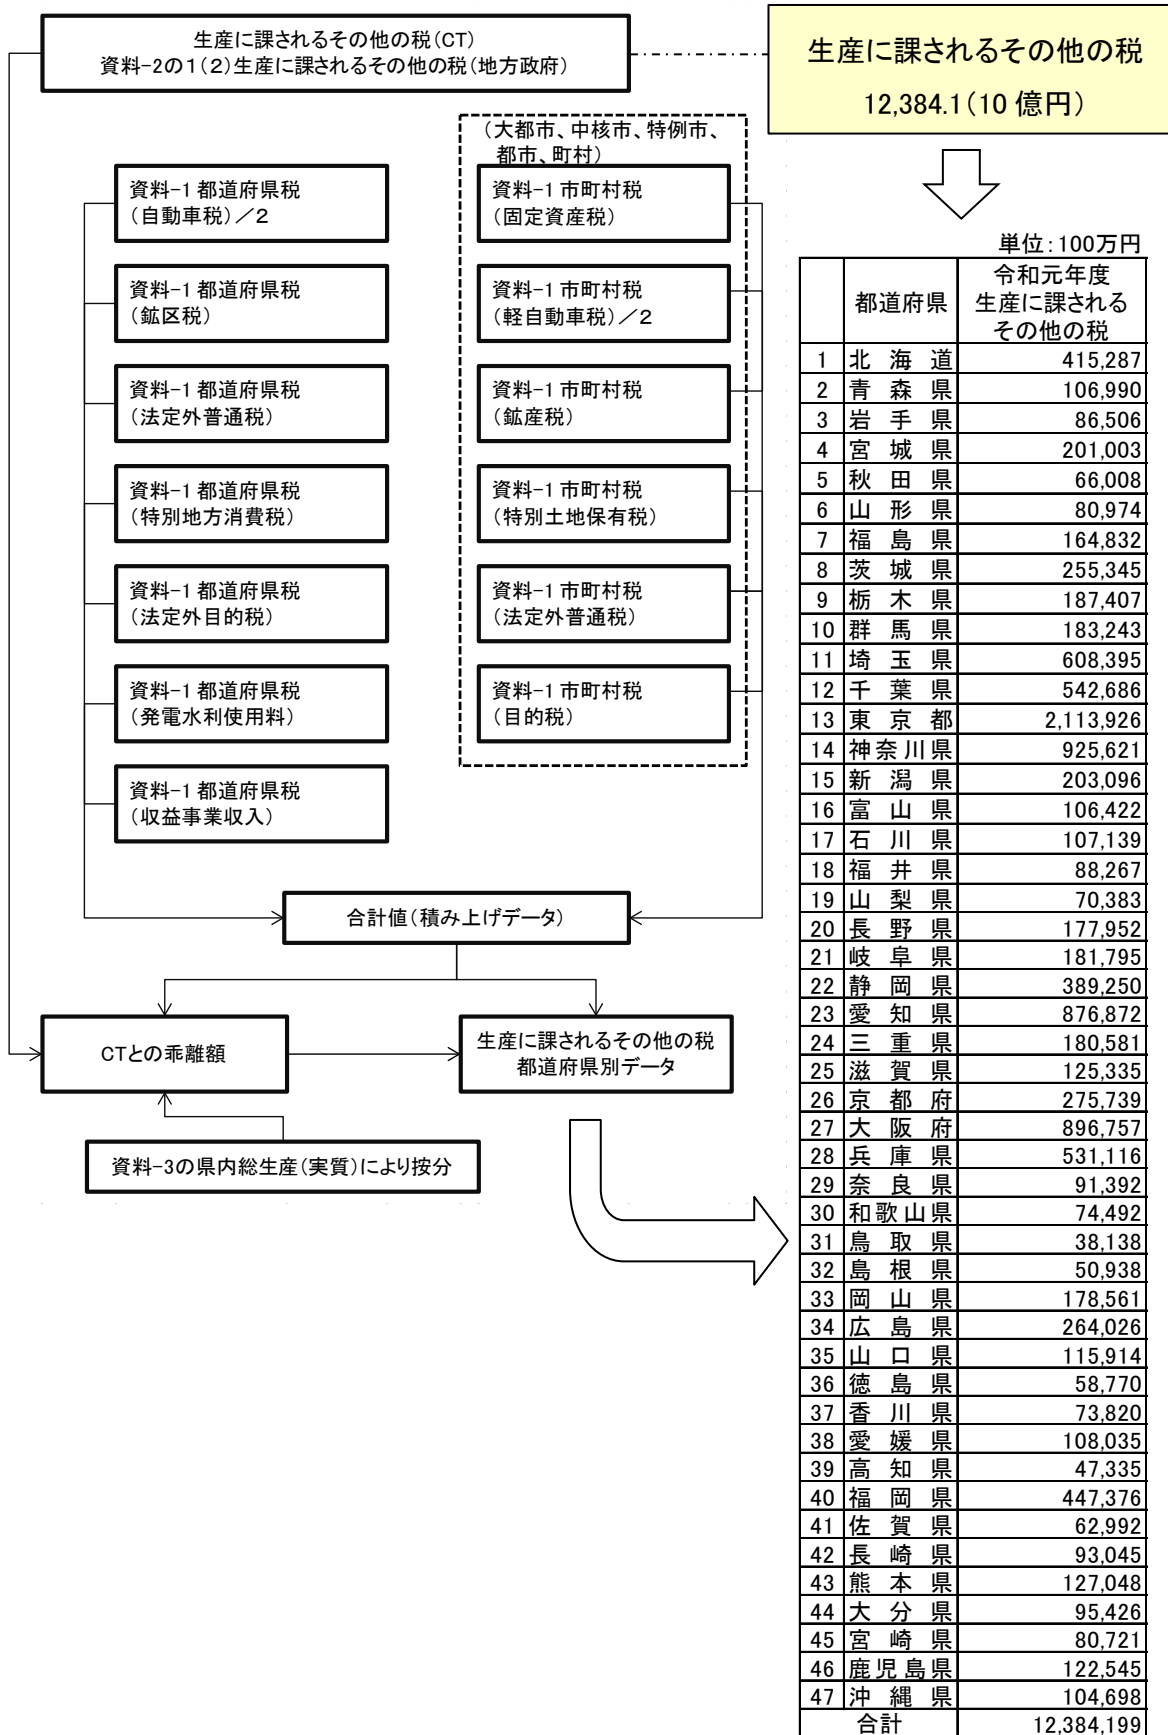 生産に課されるその他の税(CT)
資料-2の1(2)生産に課されるその他の税(地方政府)
生産に課されるその他の税
12,384.1(10 億円)
(大都市、中核市、特例市、
都市、町村)
資料-1 都道府県税
(自動車税)/2
資料-1 都道府県税
(鉱区税)
資料-1 都道府県税
(法定外普通税)
資料-1 都道府県税
(特別地方消費税)
資料-1 都道府県税
(法定外目的税)
資料-1 都道府県税
(発電水利使用料)
資料-1 都道府県税
(収益事業収入)
資料-1 市町村税
(固定資産税)
資料-1 市町村税
(軽自動車税)/2
資料-1 市町村税
(鉱産税)
資料-1 市町村税
(特別土地保有税)
資料-1 市町村税
(法定外普通税)
資料-1 市町村税
(目的税)
合計値(積み上げデータ)
CTとの乖離額
生産に課されるその他の税
都道府県別データ
資料-3の県内総生産(実質)により按分
単位:100万円
都道府県
令和元年度
生産に課される
その他の税
1 北海道 415,287
2 青森県 106,990
3 岩手県 86,506
4 宮城県 201,003
5 秋田県 66,008
6 山形県 80,974
7 福島県 164,832
8 茨城県 255,345
9 栃木県 187,407
10 群馬県 183,243
11 埼玉県 608,395
12 千葉県 542,686
13 東京都 2,113,926
14 神奈川県 925,621
15 新潟県 203,096
16 富山県 106,422
17 石川県 107,139
18 福井県 88,267
19 山梨県 70,383
20 長野県 177,952
21 岐阜県 181,795
22 静岡県 389,250
23 愛知県 876,872
24 三重県 180,581
25 滋賀県 125,335
26 京都府 275,739
27 大阪府 896,757
28 兵庫県 531,116
29 奈良県 91,392
30 和歌山県 74,492
31 鳥取県 38,138
32 島根県 50,938
33 岡山県 178,561
34 広島県 264,026
35 山口県 115,914
36 徳島県 58,770
37 香川県 73,820
38 愛媛県 108,035
39 高知県 47,335
40 福岡県 447,376
41 佐賀県 62,992
42 長崎県 93,045
43 熊本県 127,048
44 大分県 95,426
45 宮崎県 80,721
46 鹿児島県 122,545
47 沖縄県 104,698
合計 12,384,199